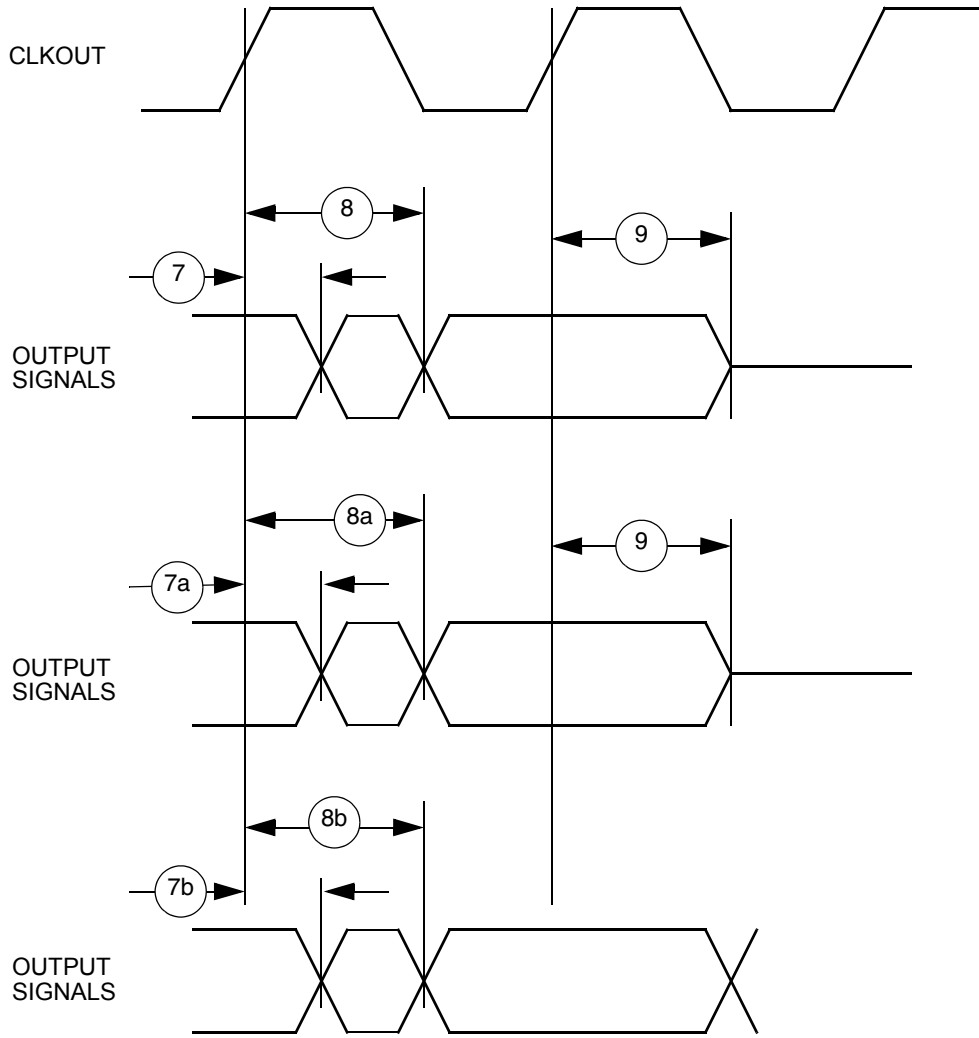 CLKOUT
8
9
7
OUTPUT
SIGNALS
8a
9
7a
OUTPUT
SIGNALS
8b
7b
OUTPUT
SIGNALS